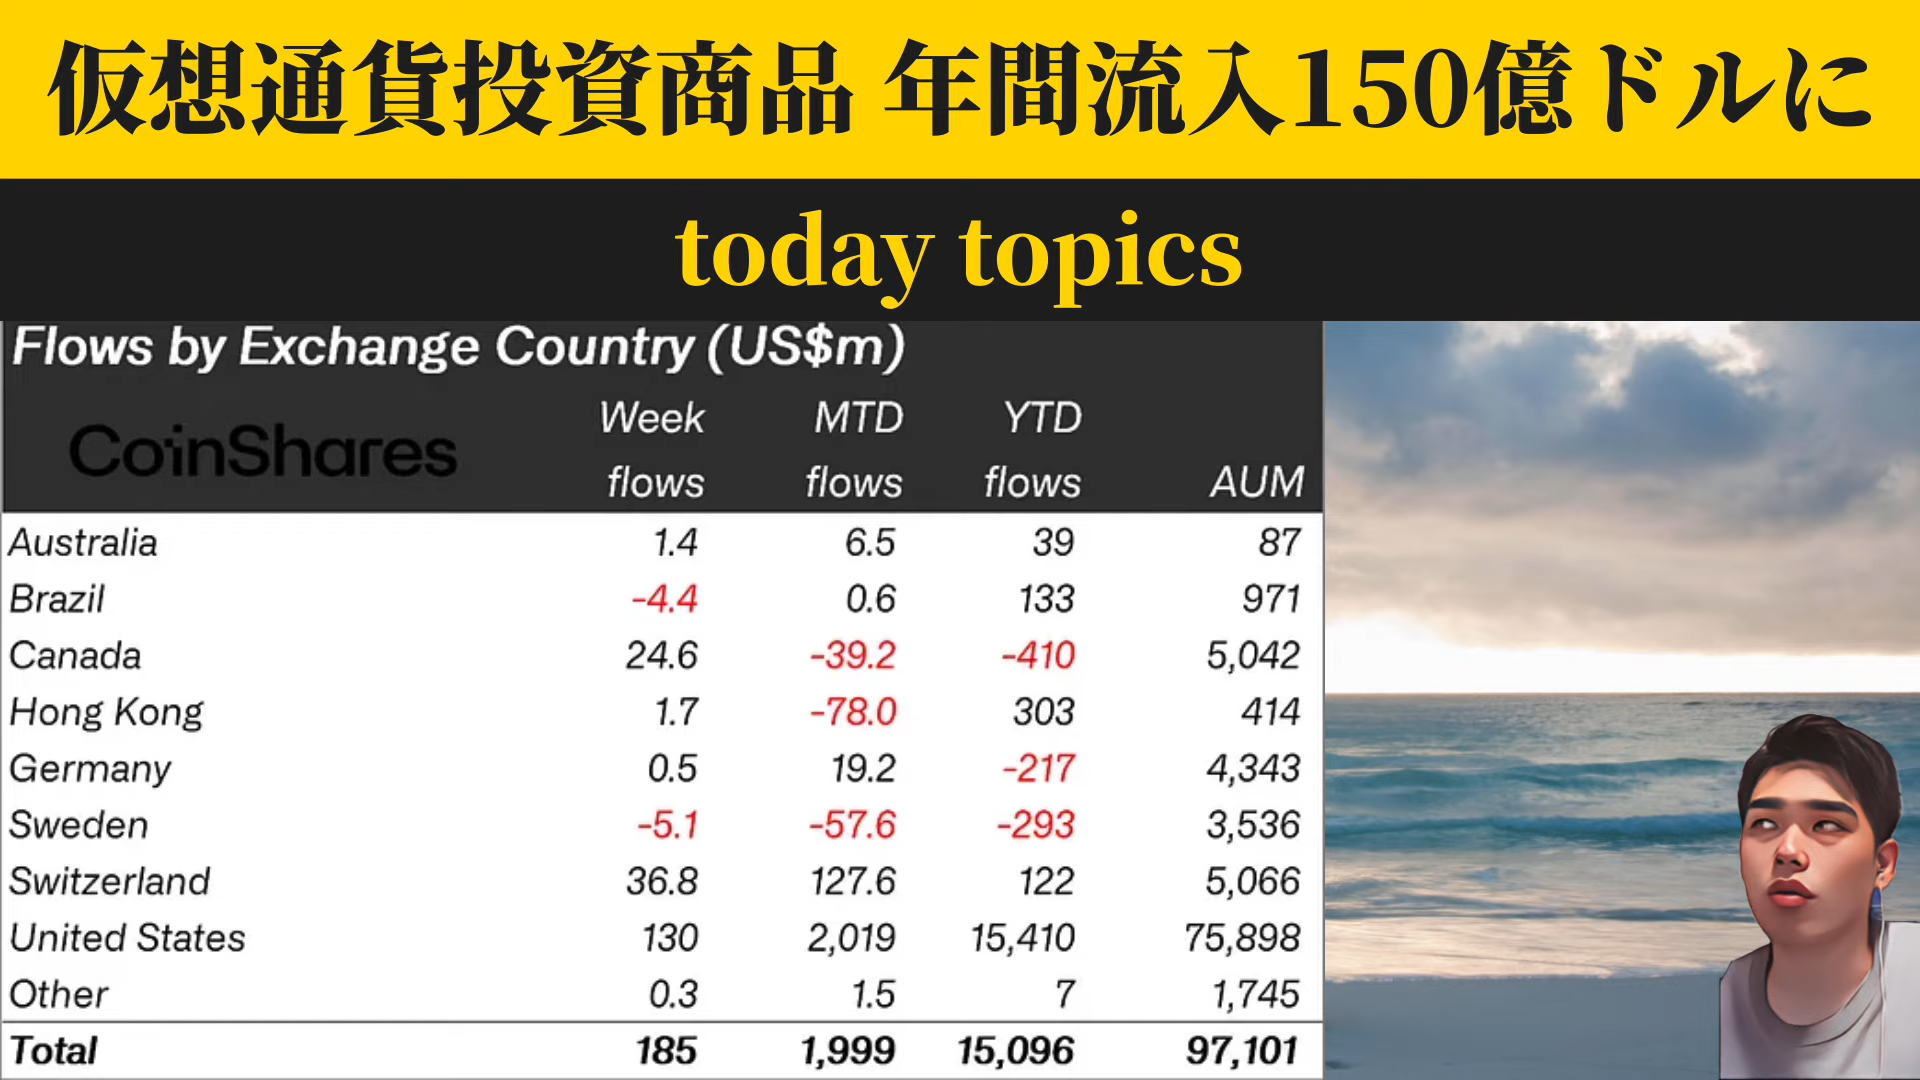 仮想通貨投資商品 年間流入150億ドルに
today topics
Flows by Exchange Country (US$m)
CoinShares
Week flows MTD flows YTD flows AUM
Australia 1.4 6.5 39 87
Brazil -4.4 0.6 133 971
Canada 24.6 -39.2 -410 5,042
Hong Kong 1.7 -78.0 303 414
Germany 0.5 19.2 -217 4,343
Sweden -5.1 -57.6 -293 3,536
Switzerland 36.8 127.6 122 5,066
United States 130 2,019 15,410 75,898
Other 0.3 1.5 7 1,745
Total 185 1,999 15,096 97,101